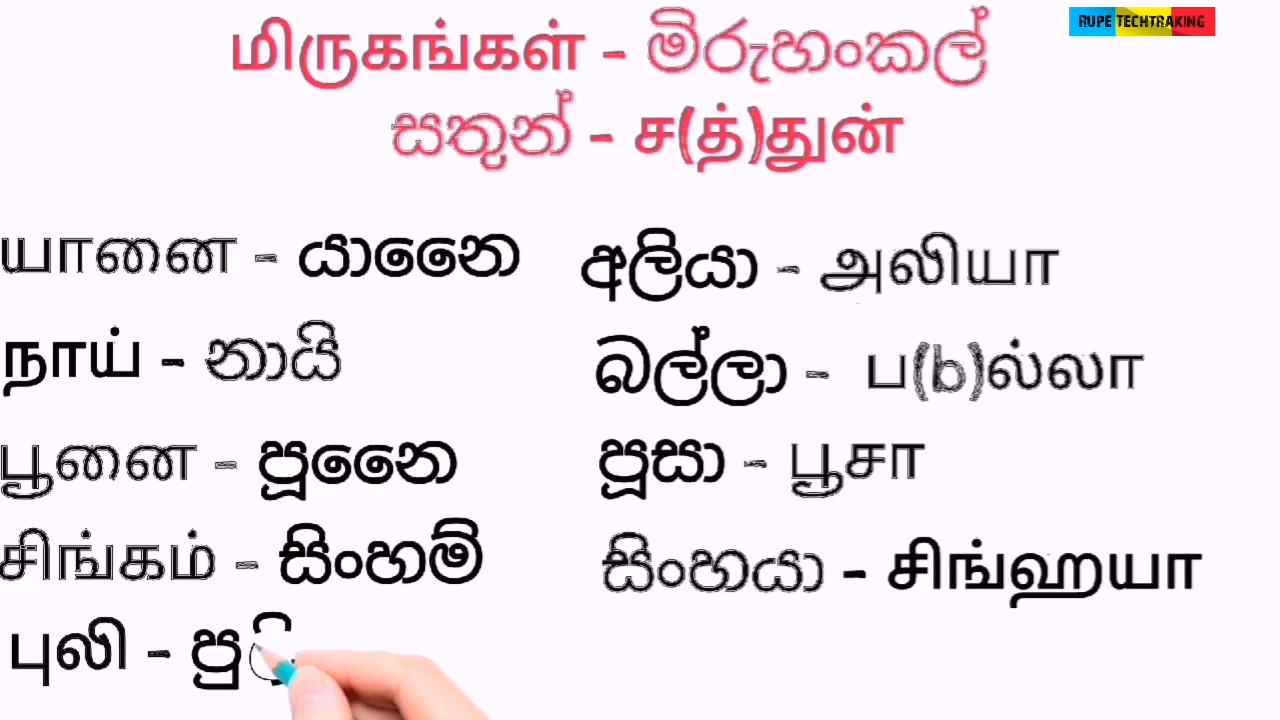 RUPE TECHTRAKING
மிருகங்கள் - මිරුහංකල්
සතුන් - ச(த்)துன்
யானை - යානෛ
අලියා - அலியா
நாய் - නායි
බල්ලා - ப(b)ல்லா
பூனை - පූනෛ
පූසා - பூசா
சிங்கம் - සිංහම්
සිංහයා - சிங்ஹயா
புலி - පු